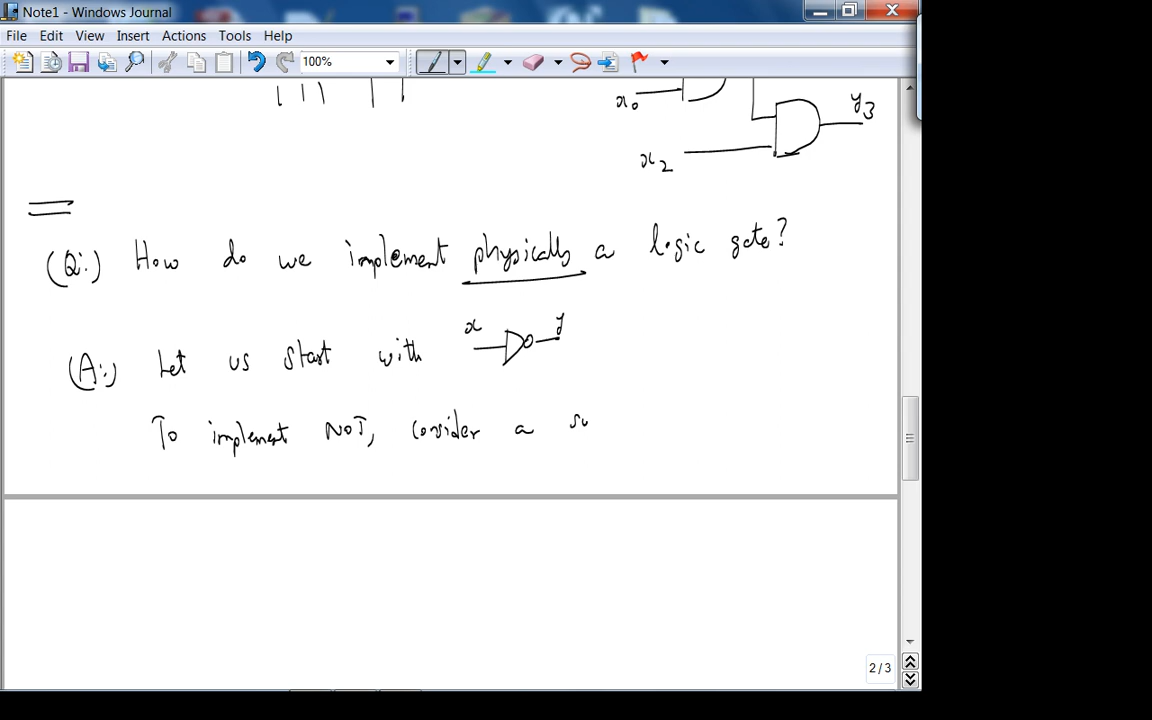 Note1 - Windows Journal
File Edit View Insert Actions Tools Help
100%
x₀
y₃
x₂
(Q:) How do we implement physically a logic gate?
x y
(A:) Let us start with
To implement NOT, consider a su
2 / 3